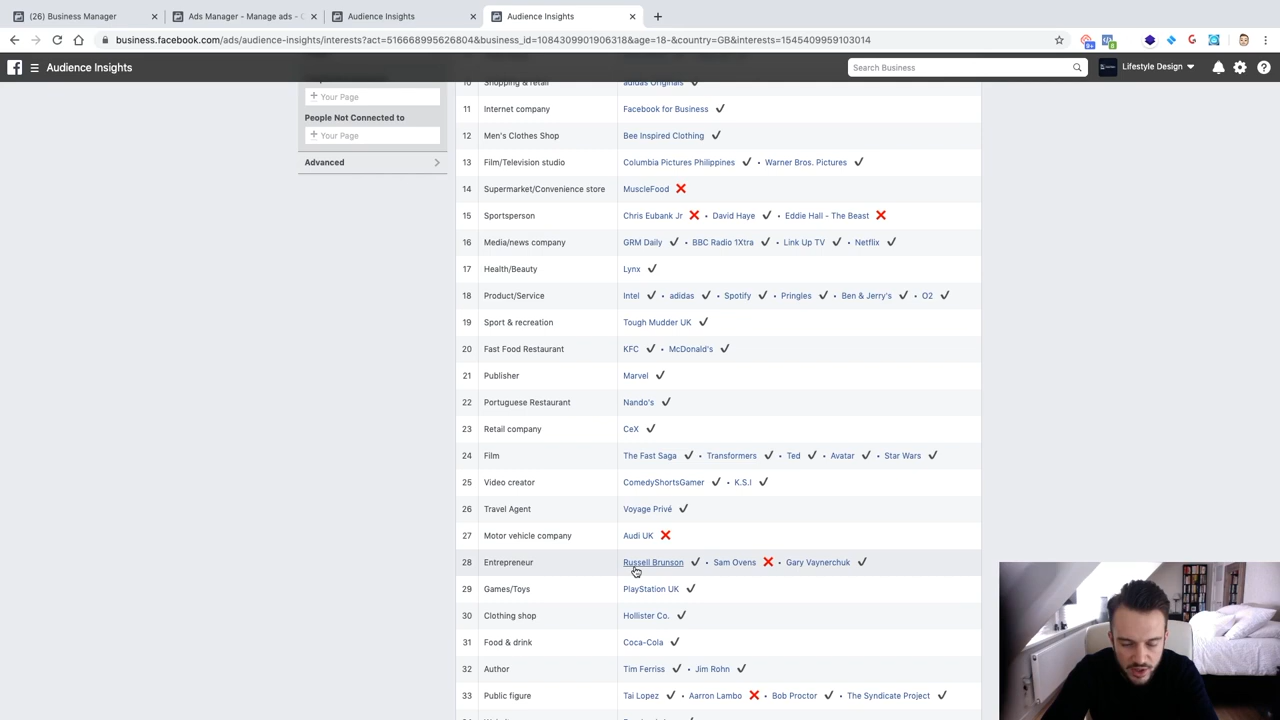 (26) Business Manager
Ads Manager - Manage ads - C
Audience Insights
Audience Insights
business.facebook.com/ads/audience-insights/interests?act=516668995626804&business_id=1084309901906318&age=18-&country=GB&interests=1545409959103014
Audience Insights
Search Business
Lifestyle Design
+ Your Page
People Not Connected to
+ Your Page
Advanced
10 Shopping & retail adidas Originals
11 Internet company Facebook for Business
12 Men's Clothes Shop Bee Inspired Clothing
13 Film/Television studio Columbia Pictures Philippines • Warner Bros. Pictures
14 Supermarket/Convenience store MuscleFood
15 Sportsperson Chris Eubank Jr • David Haye • Eddie Hall - The Beast
16 Media/news company GRM Daily • BBC Radio 1Xtra • Link Up TV • Netflix
17 Health/Beauty Lynx
18 Product/Service Intel • adidas • Spotify • Pringles • Ben & Jerry's • O2
19 Sport & recreation Tough Mudder UK
20 Fast Food Restaurant KFC • McDonald's
21 Publisher Marvel
22 Portuguese Restaurant Nando's
23 Retail company CeX
24 Film The Fast Saga • Transformers • Ted • Avatar • Star Wars
25 Video creator ComedyShortsGamer • K.S.I
26 Travel Agent Voyage Privé
27 Motor vehicle company Audi UK
28 Entrepreneur Russell Brunson • Sam Ovens • Gary Vaynerchuk
29 Games/Toys PlayStation UK
30 Clothing shop Hollister Co.
31 Food & drink Coca-Cola
32 Author Tim Ferriss • Jim Rohn
33 Public figure Tai Lopez • Aarron Lambo • Bob Proctor • The Syndicate Project